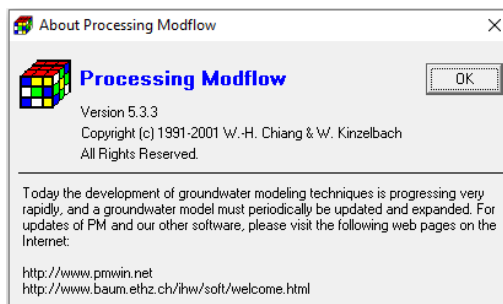 About Processing Modflow
Processing Modflow
OK
Version 5.3.3
Copyright (c) 1991-2001 W.-H. Chiang & W. Kinzelbach
All Rights Reserved.
Today the development of groundwater modeling techniques is progressing very
rapidly, and a groundwater model must periodically be updated and expanded. For
updates of PM and our other software, please visit the following web pages on the
Internet:
http://www.pmwin.net
http://www.baum.ethz.ch/ihw/soft/welcome.html